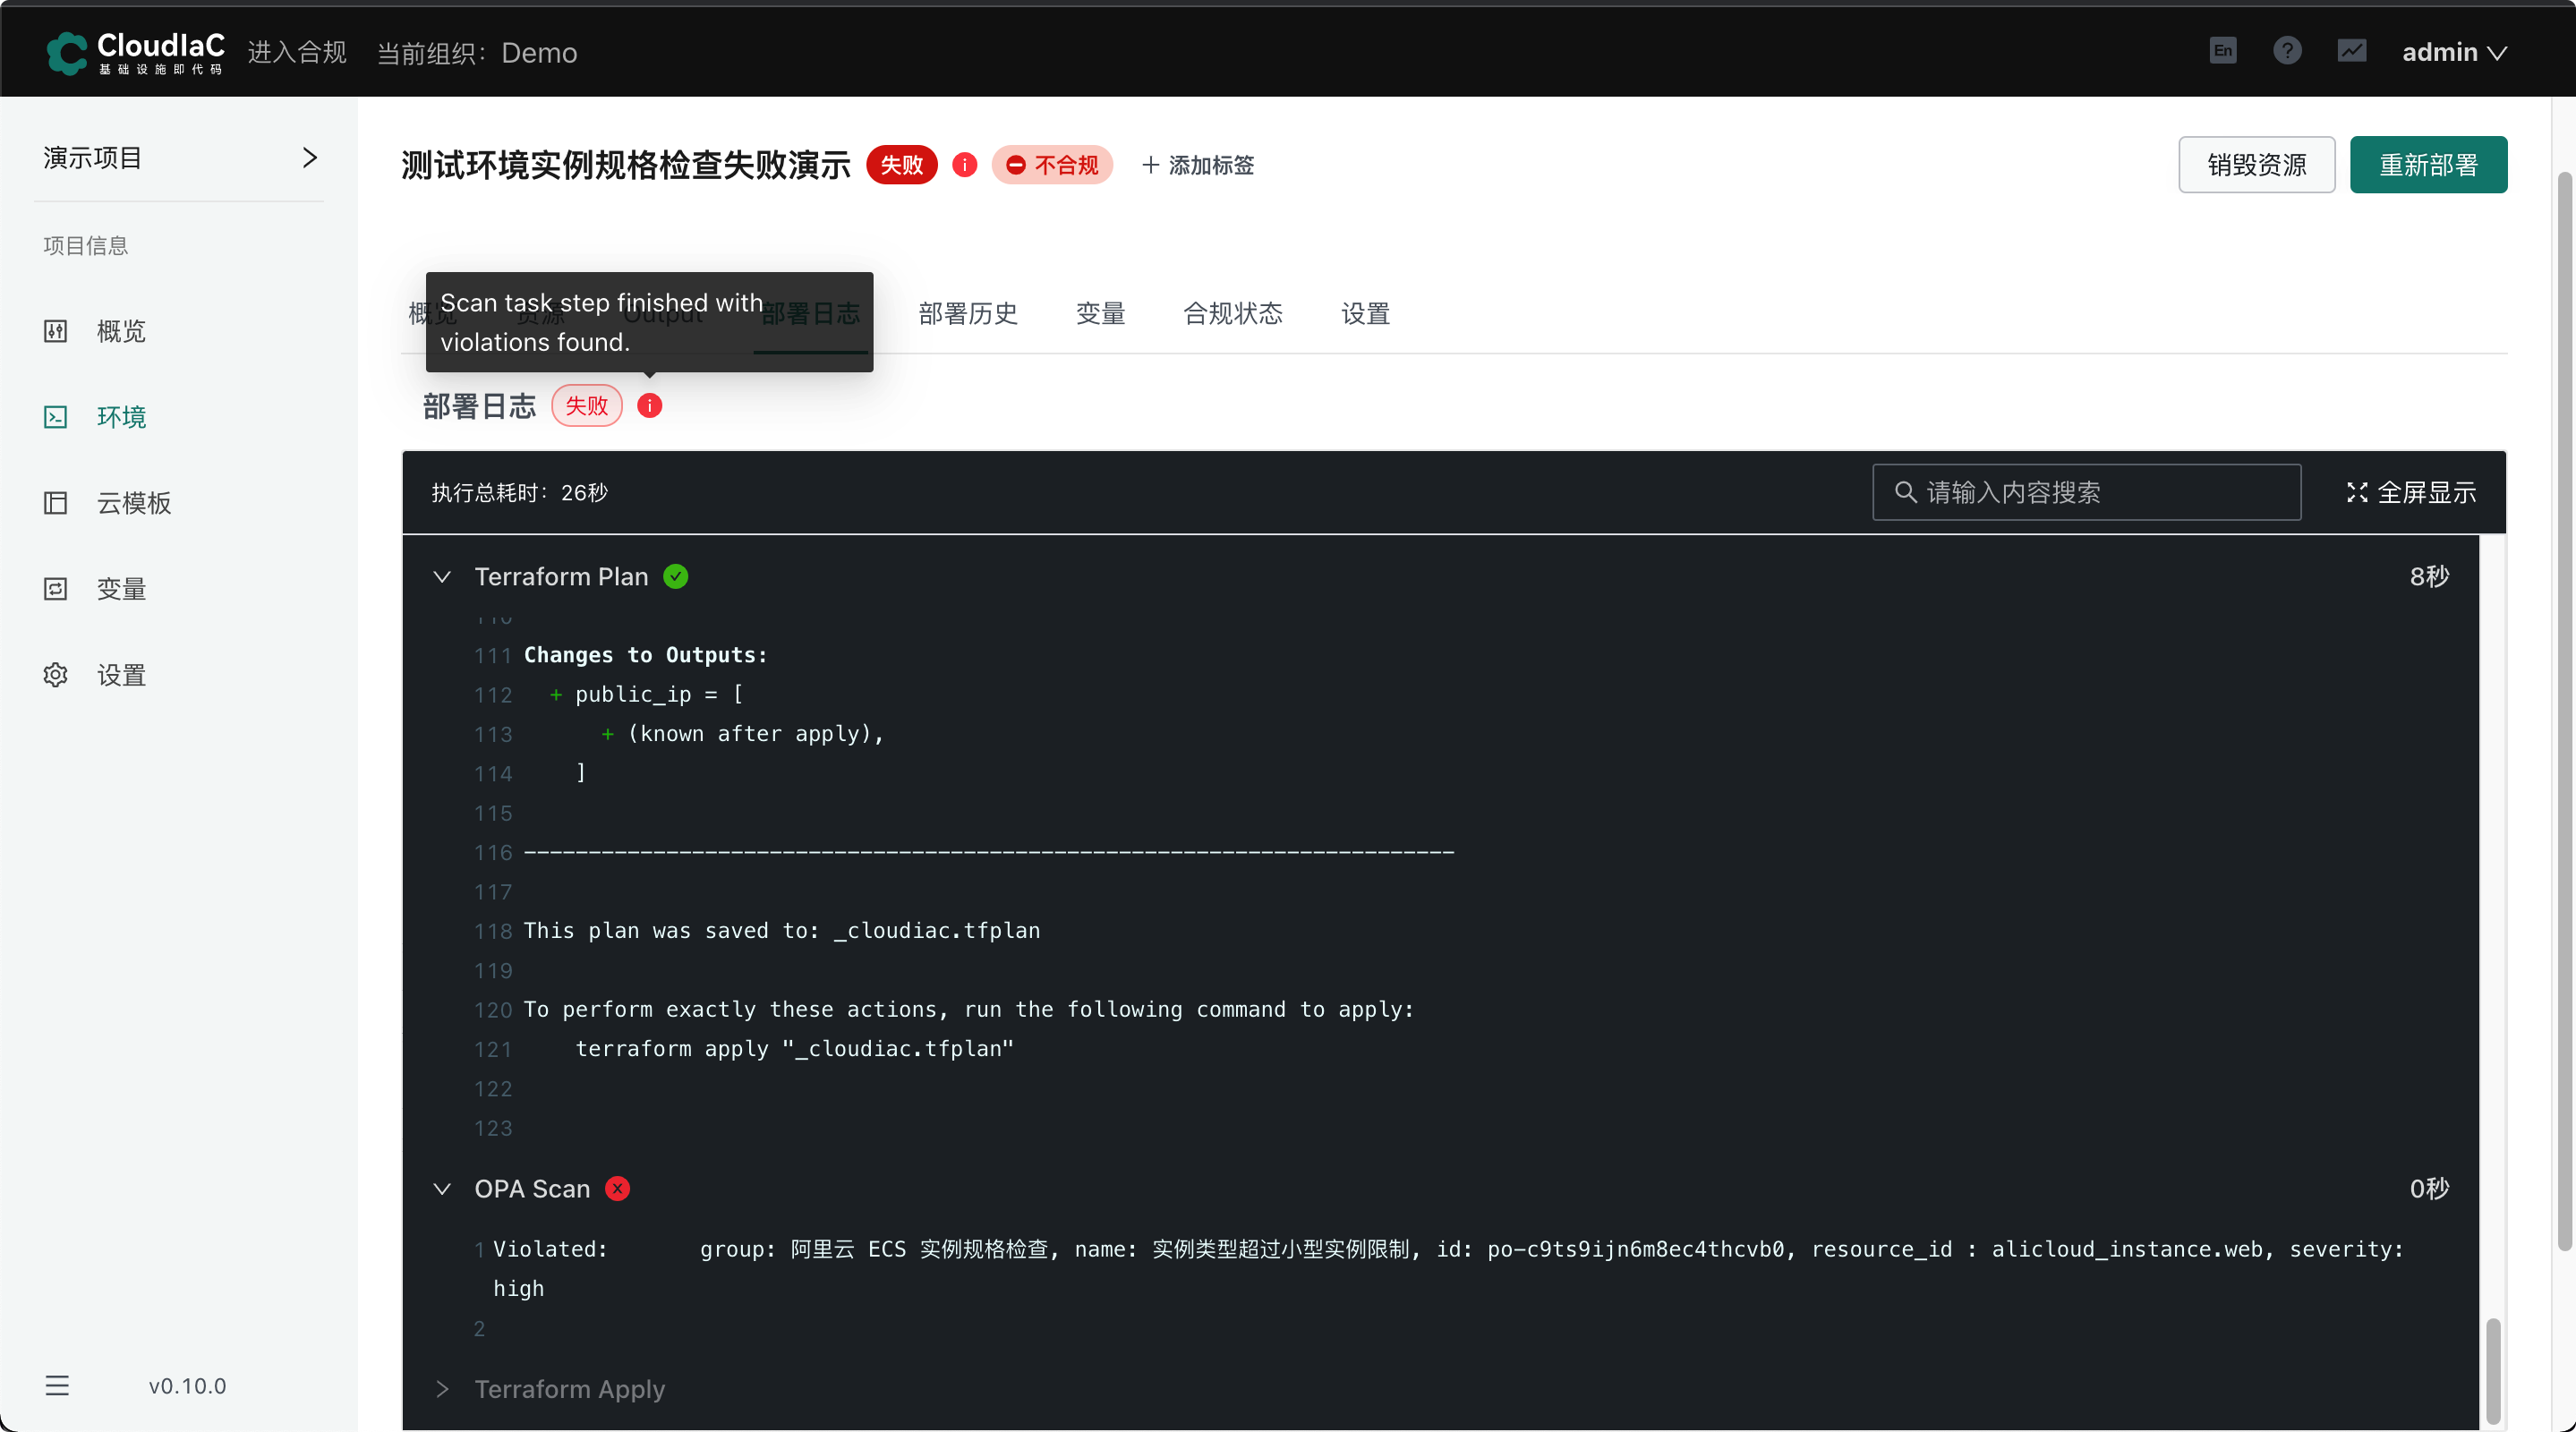 CloudIaC
基础设施即代码
进入合规
当前组织： Demo
En
admin
演示项目
项目信息
概览
环境
云模板
变量
设置
v0.10.0
测试环境实例规格检查失败演示 失败 不合规 + 添加标签
销毁资源 重新部署
Scan task step finished with
violations found.
概览 资源 Output 部署日志 部署历史 变量 合规状态 设置
部署日志 失败
执行总耗时： 26秒
请输入内容搜索
全屏显示
Terraform Plan 8秒
110
111 Changes to Outputs:
112 + public_ip = [
113 + (known after apply),
114 ]
115
116 ------------------------------------------------------------------------
117
118 This plan was saved to: _cloudiac.tfplan
119
120 To perform exactly these actions, run the following command to apply:
121 terraform apply "_cloudiac.tfplan"
122
123
OPA Scan 0秒
1 Violated: group: 阿里云 ECS 实例规格检查, name: 实例类型超过小型实例限制, id: po-c9ts9ijn6m8ec4thcvb0, resource_id : alicloud_instance.web, severity:
high
2
Terraform Apply